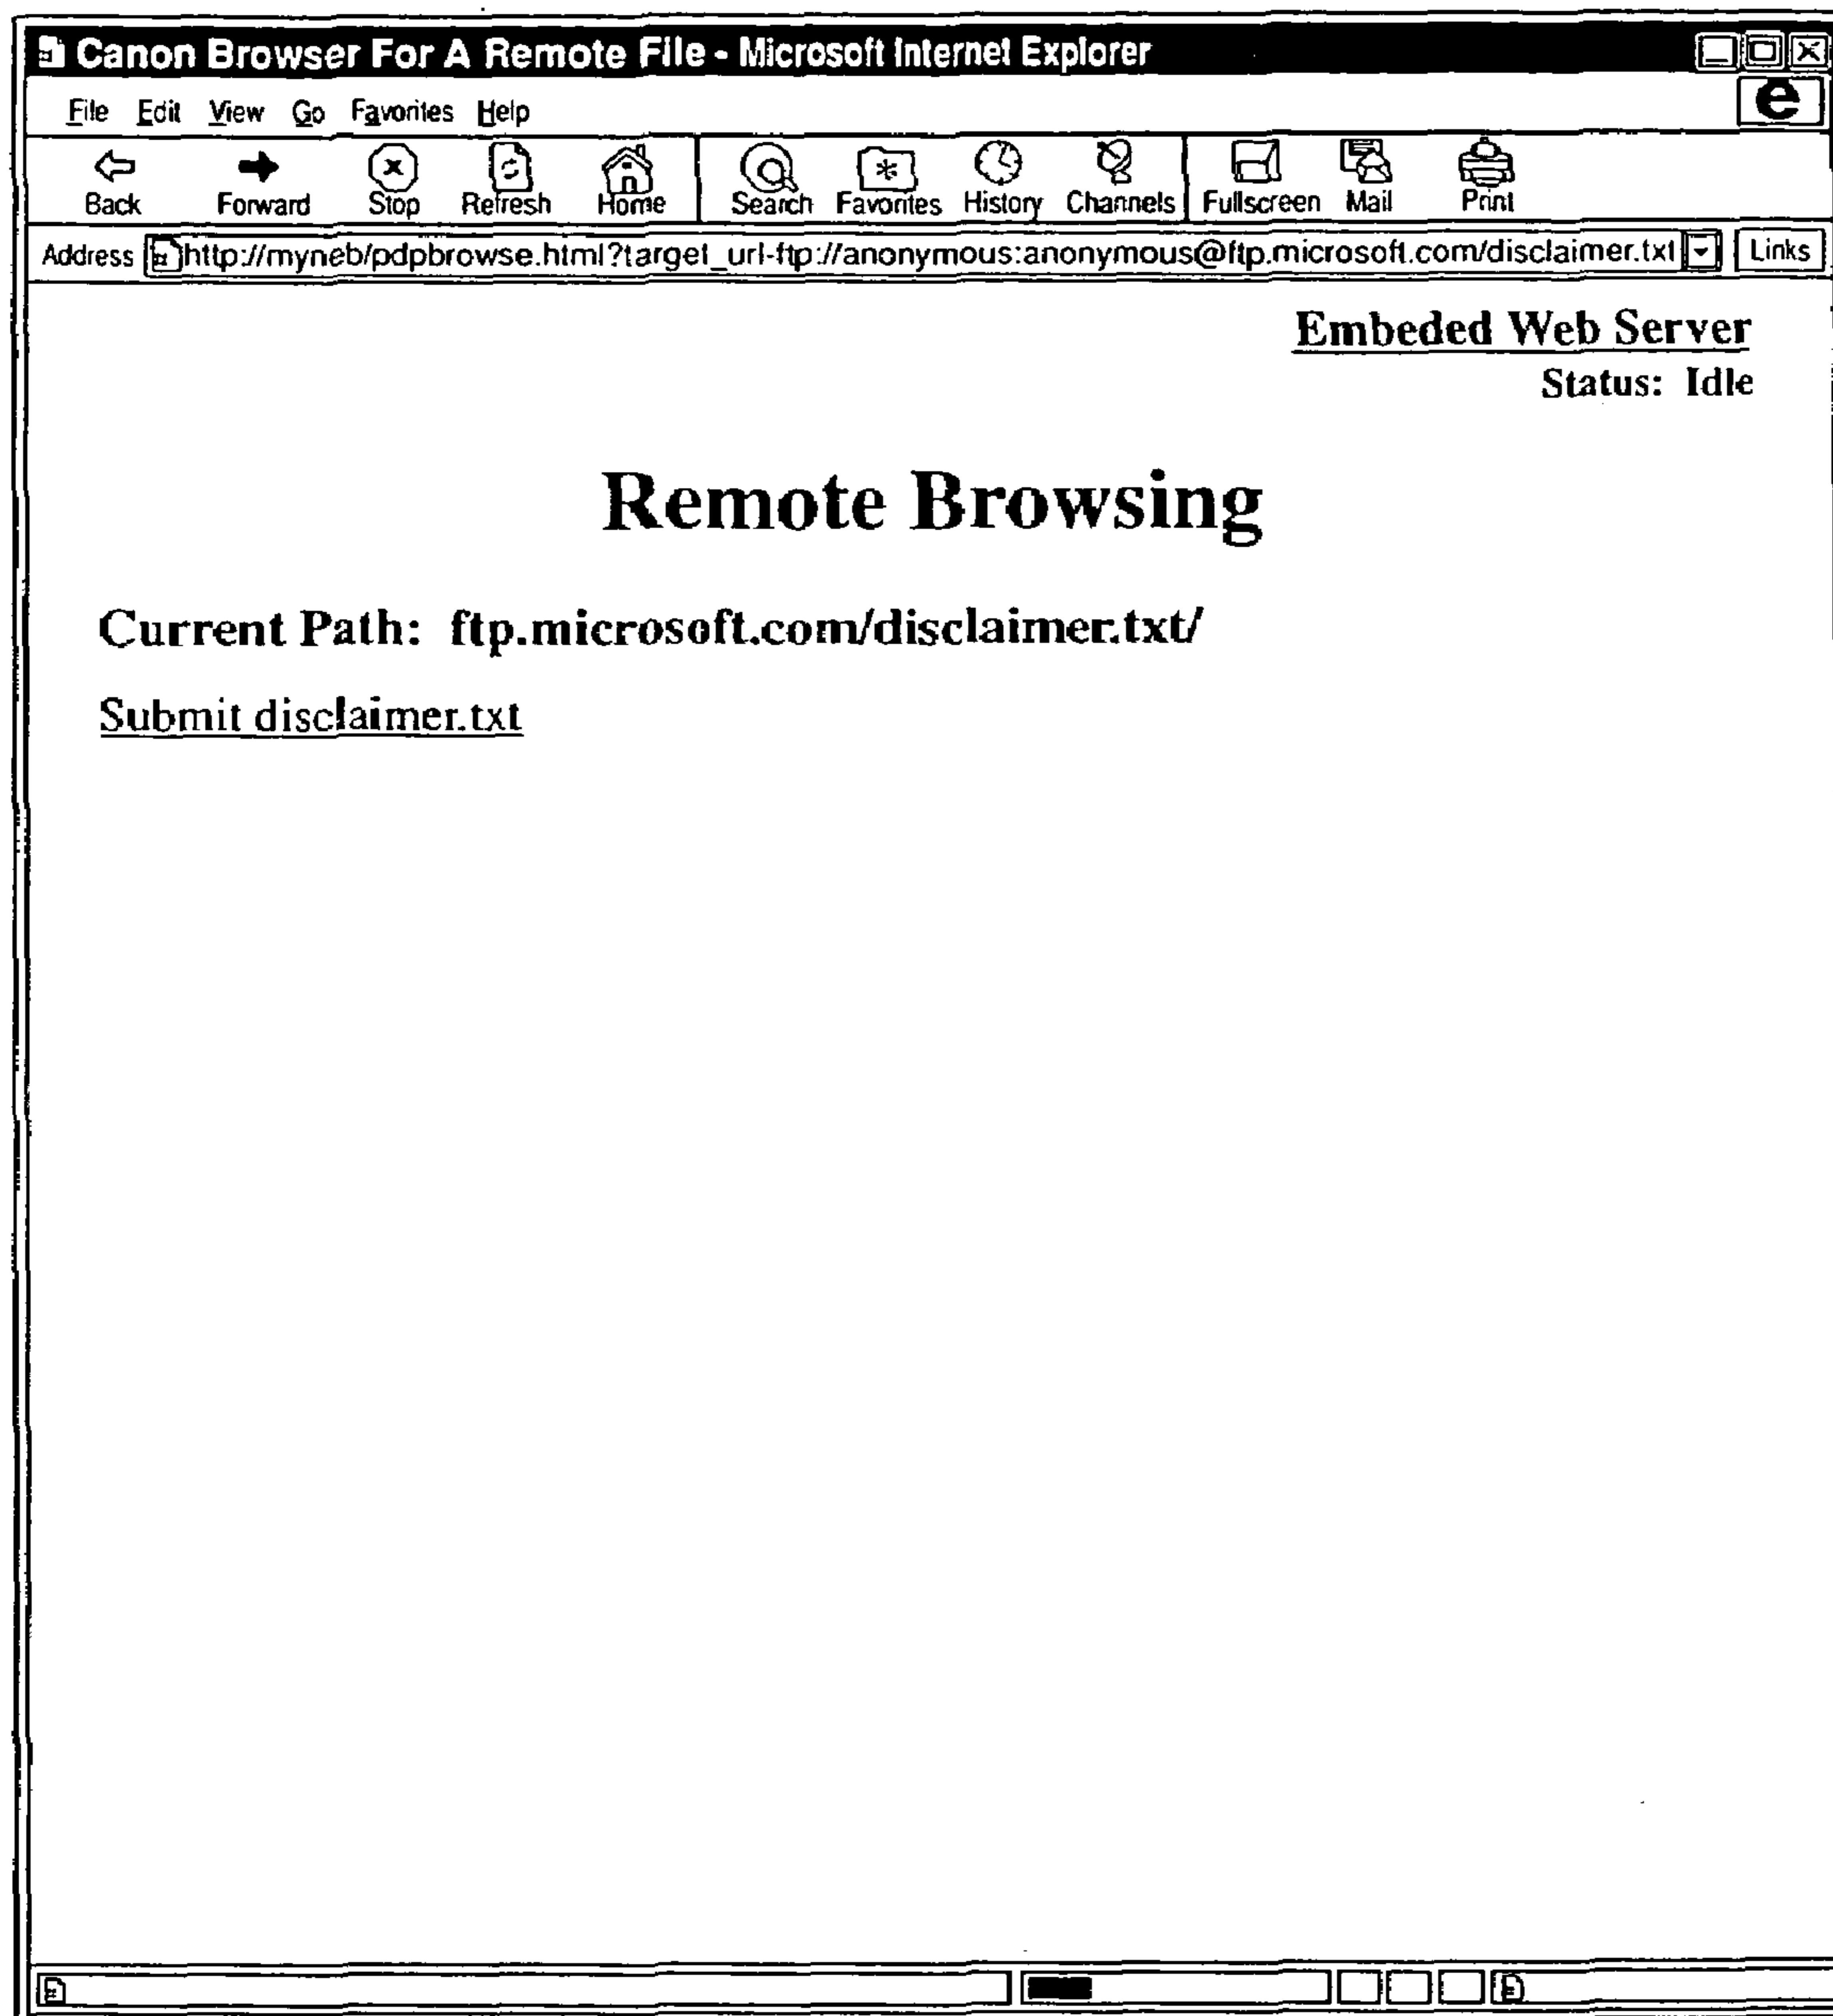 Canon Browser For A Remote File - Microsoft Internet Explorer
File Edit View Go Favorites Help
Back Forward Stop Refresh Home Search Favorites History Channels Fullscreen Mail Print
Address http://myneb/pdpbrowse.html?target_url-ftp://anonymous:anonymous@ftp.microsoft.com/disclaimer.txt Links
Embeded Web Server
Status: Idle
Remote Browsing
Current Path: ftp.microsoft.com/disclaimer.txt/
Submit disclaimer.txt